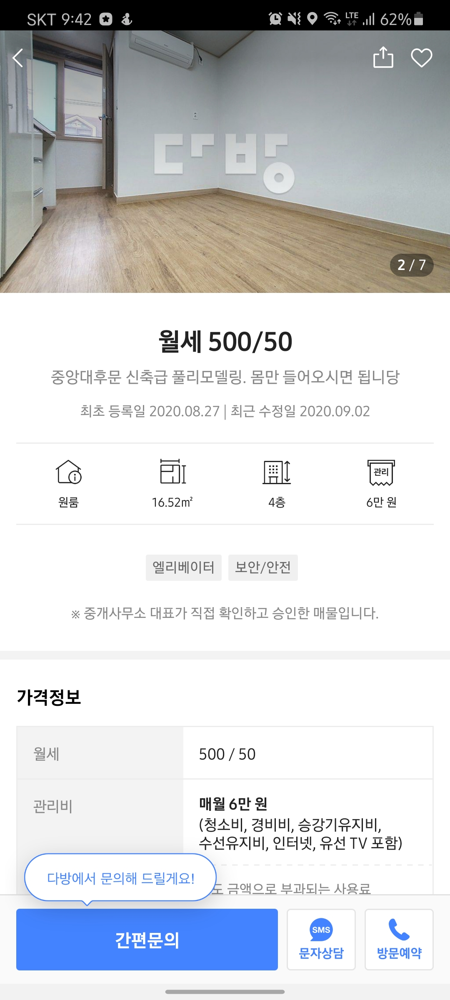 SKT 9:42
LTE
62%
다방
2 / 7
월세 500/50
중앙대후문 신축급 풀리모델링. 몸만 들어오시면 됩니당
최초 등록일 2020.08.27 | 최근 수정일 2020.09.02
관리
원룸 16.52㎡ 4층 6만 원
엘리베이터 보안/안전
※ 중개사무소 대표가 직접 확인하고 승인한 매물입니다.
가격정보
월세 500 / 50
관리비 매월 6만 원
(청소비, 경비비, 승강기유지비,
수선유지비, 인터넷, 유선 TV 포함)
다방에서 문의해 드릴게요!
도 금액으로 부과되는 사용료
간편문의
SMS
문자상담
방문예약